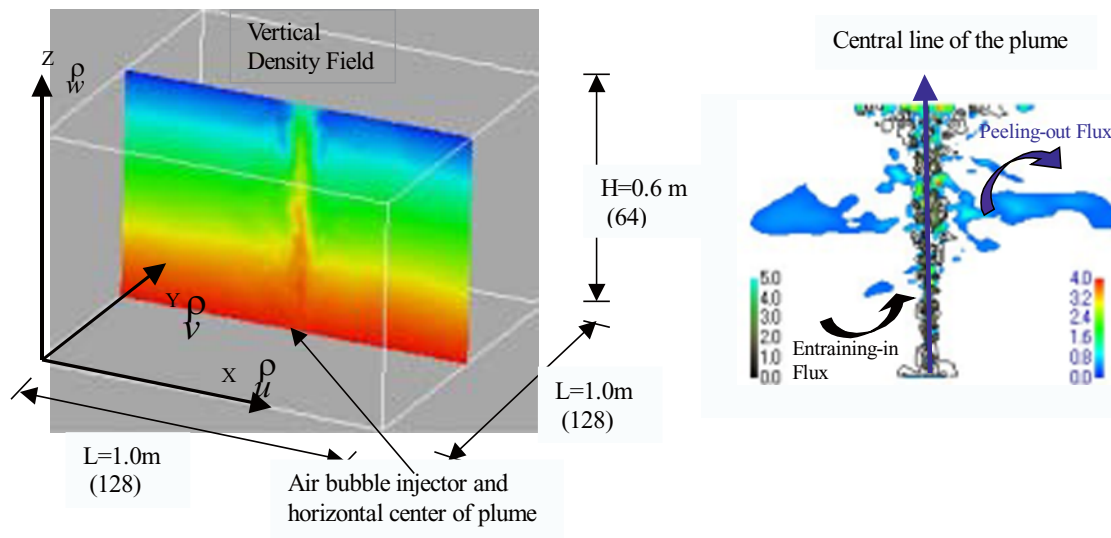 Vertical
Density Field
Z
ρ
w
Y
ρ
v
X
ρ
u
L=1.0m
(128)
Air bubble injector and
horizontal center of plume
H=0.6 m
(64)
L=1.0m
(128)
Central line of the plume
Peeling-out Flux
Entraining-in
Flux
5.0
4.0
3.0
2.0
1.0
0.0
4.0
3.2
2.4
1.6
0.8
0.0